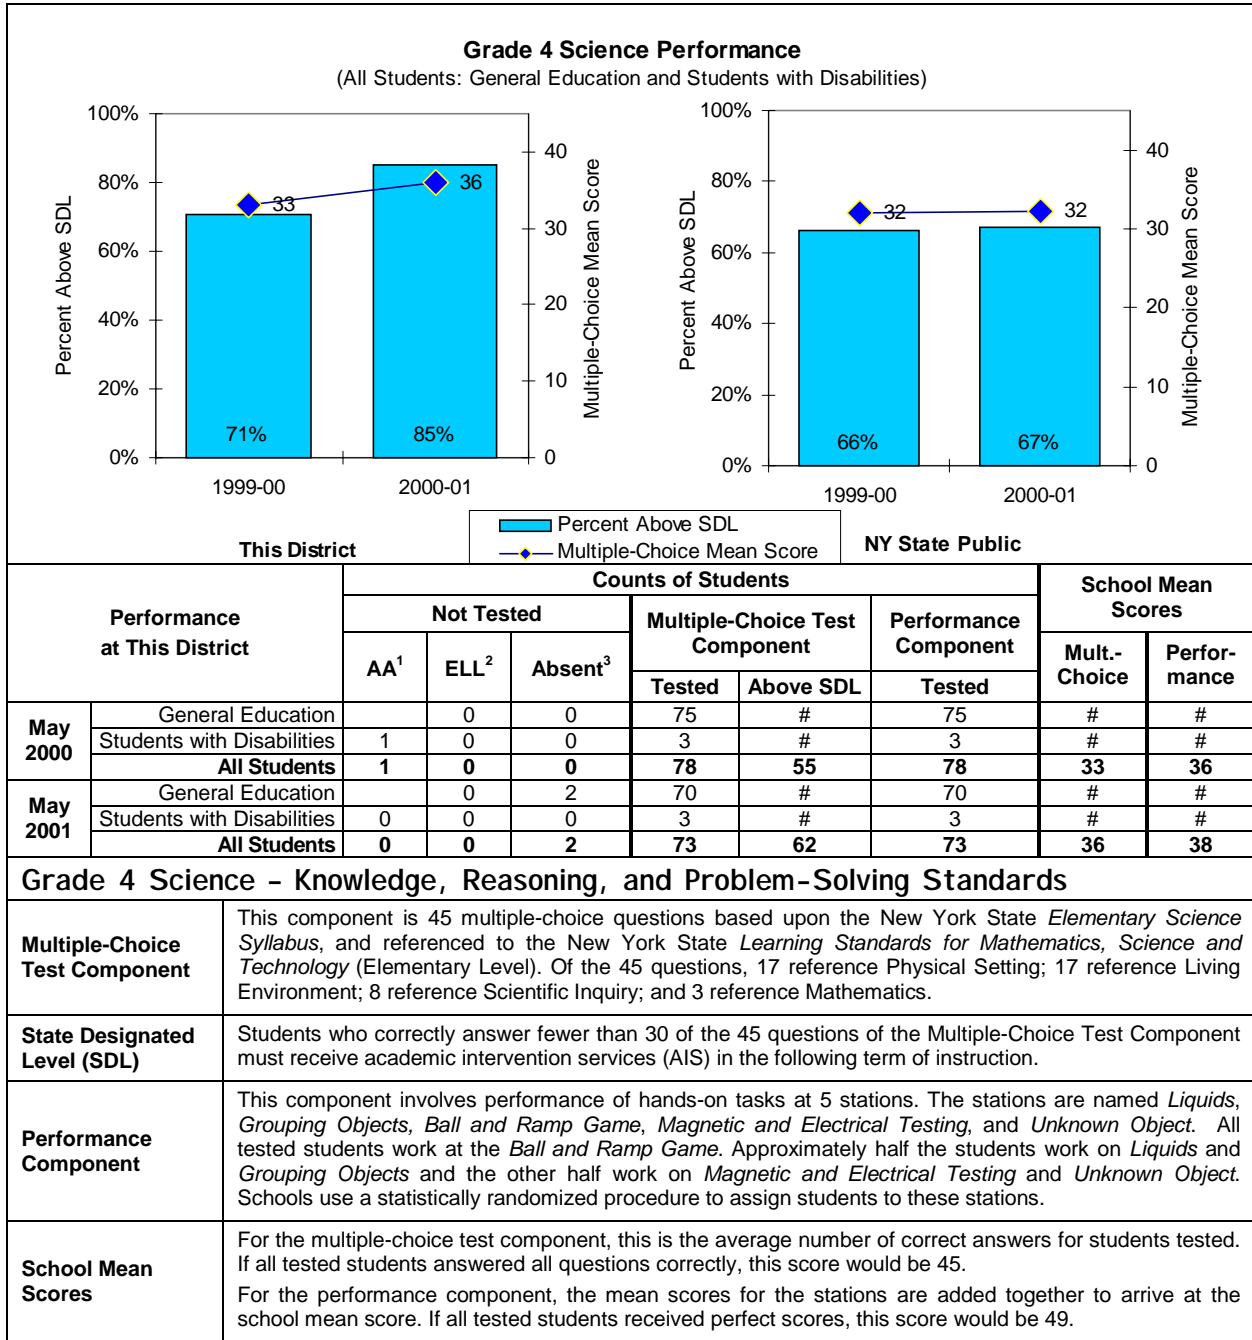 Grade 4 Science Performance
(All Students: General Education and Students with Disabilities)
100%
80%
60%
40%
20%
0%
Percent Above SDL
33
36
71%
85%
40
30
20
10
0
Multiple-Choice Mean Score
1999-00
2000-01
This District
100%
80%
60%
40%
20%
0%
Percent Above SDL
32
32
66%
67%
40
30
20
10
0
Multiple-Choice Mean Score
1999-00
2000-01
NY State Public
Percent Above SDL
Multiple-Choice Mean Score
Performance
at This District
Counts of Students
School Mean
Scores
Not Tested
Multiple-Choice Test
Component
Performance
Component
AA1 ELL2 Absent3
Tested Above SDL Tested
Mult.-
Choice
Perfor-
mance
May
2000
General Education 0 0 75 # 75 # #
Students with Disabilities 1 0 0 3 # 3 # #
All Students 1 0 0 78 55 78 33 36
May
2001
General Education 0 2 70 # 70 # #
Students with Disabilities 0 0 0 3 # 3 # #
All Students 0 0 2 73 62 73 36 38
Grade 4 Science – Knowledge, Reasoning, and Problem-Solving Standards
Multiple-Choice
Test Component
This component is 45 multiple-choice questions based upon the New York State Elementary Science
Syllabus, and referenced to the New York State Learning Standards for Mathematics, Science and
Technology (Elementary Level). Of the 45 questions, 17 reference Physical Setting; 17 reference Living
Environment; 8 reference Scientific Inquiry; and 3 reference Mathematics.
State Designated
Level (SDL)
Students who correctly answer fewer than 30 of the 45 questions of the Multiple-Choice Test Component
must receive academic intervention services (AIS) in the following term of instruction.
Performance
Component
This component involves performance of hands-on tasks at 5 stations. The stations are named Liquids,
Grouping Objects, Ball and Ramp Game, Magnetic and Electrical Testing, and Unknown Object. All
tested students work at the Ball and Ramp Game. Approximately half the students work on Liquids and
Grouping Objects and the other half work on Magnetic and Electrical Testing and Unknown Object.
Schools use a statistically randomized procedure to assign students to these stations.
School Mean
Scores
For the multiple-choice test component, this is the average number of correct answers for students tested.
If all tested students answered all questions correctly, this score would be 45.
For the performance component, the mean scores for the stations are added together to arrive at the
school mean score. If all tested students received perfect scores, this score would be 49.